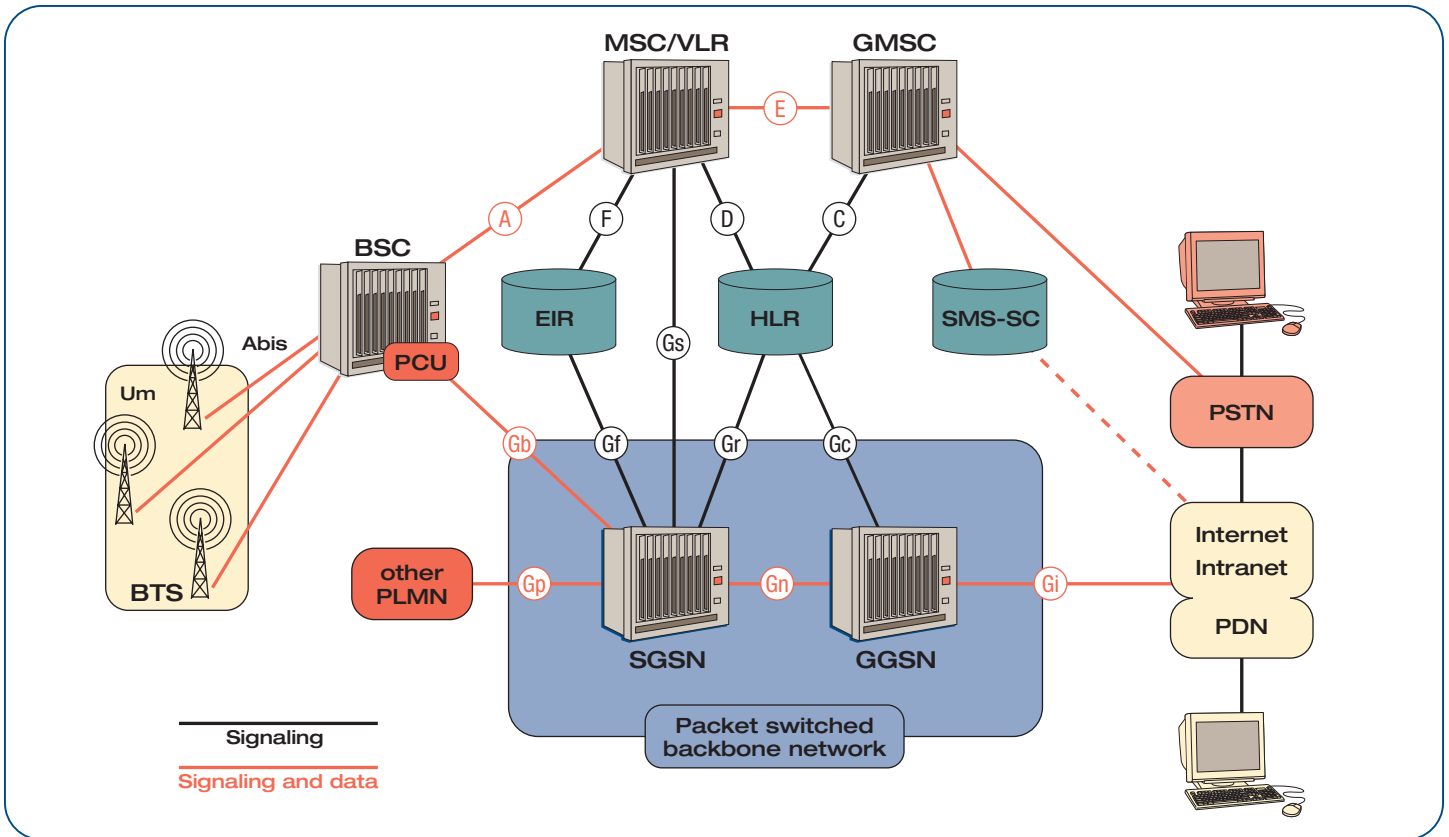 MSC/VLR
GMSC
E
A
F
D
C
BSC
EIR
HLR
SMS-SC
Abis
Gs
PCU
Um
PSTN
Gb
Gf
Gr
Gc
Internet
Intranet
other
PLMN
Gp
Gn
Gi
BTS
PDN
SGSN
GGSN
Packet switched
backbone network
Signaling
Signaling and data